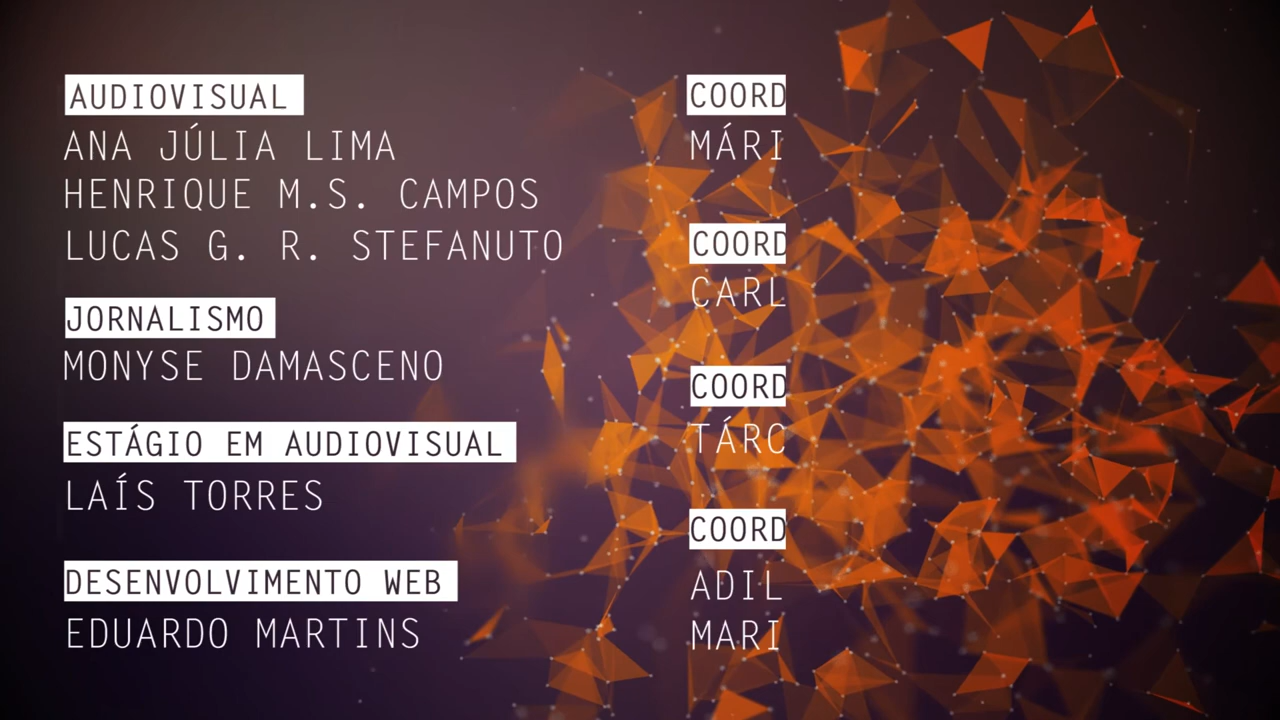 AUDIOVISUAL
ANA JÚLIA LIMA
HENRIQUE M.S. CAMPOS
LUCAS G. R. STEFANUTO
JORNALISMO
MONYSE DAMASCENO
ESTÁGIO EM AUDIOVISUAL
LAÍS TORRES
DESENVOLVIMENTO WEB
EDUARDO MARTINS
COORD
MÁRI
COORD
CARL
COORD
TÁRC
COORD
ADIL
MARI